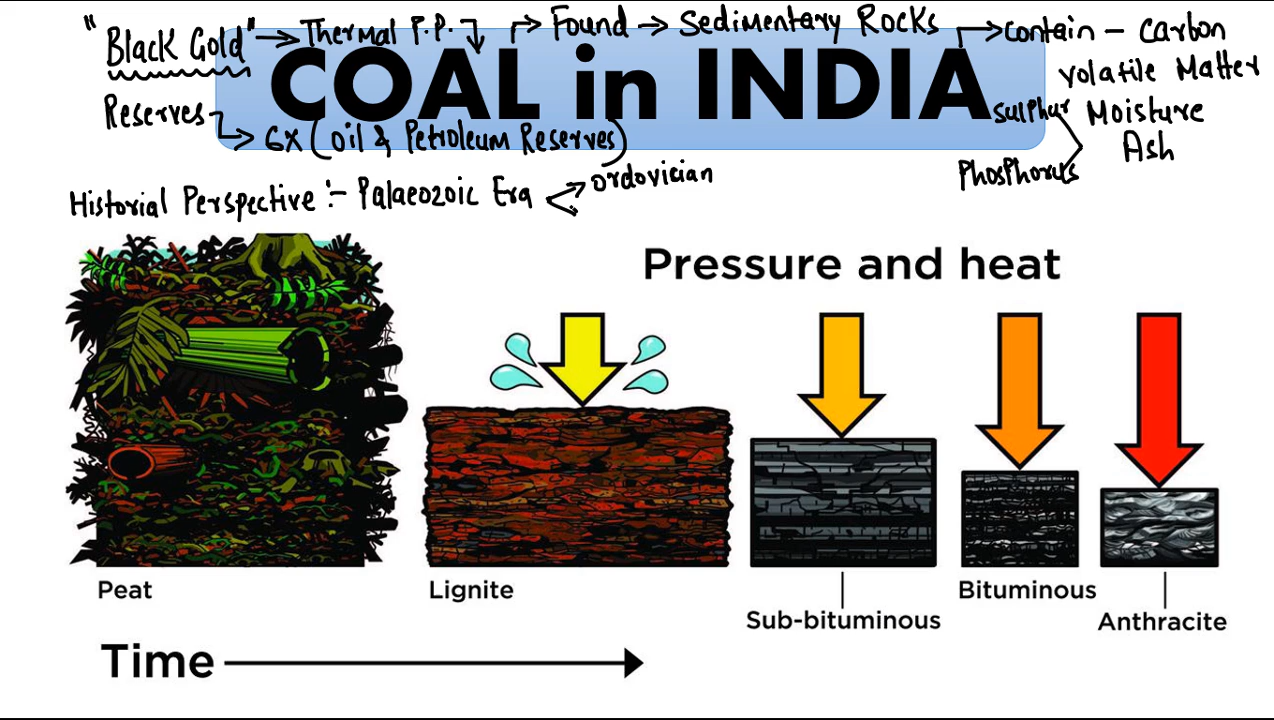 "Black Gold" → Thermal P.P.
Found → Sedimentary Rocks → Contain - Carbon
Volatile Matter
Moisture
Ash
Sulphur
Phosphorus
COAL in INDIA
Reserves → 6x (Oil & Petroleum Reserves)
Historial Perspective :- Palaeozoic Era
Ordovician
Pressure and heat
Peat
Lignite
Sub-bituminous
Bituminous
Anthracite
Time